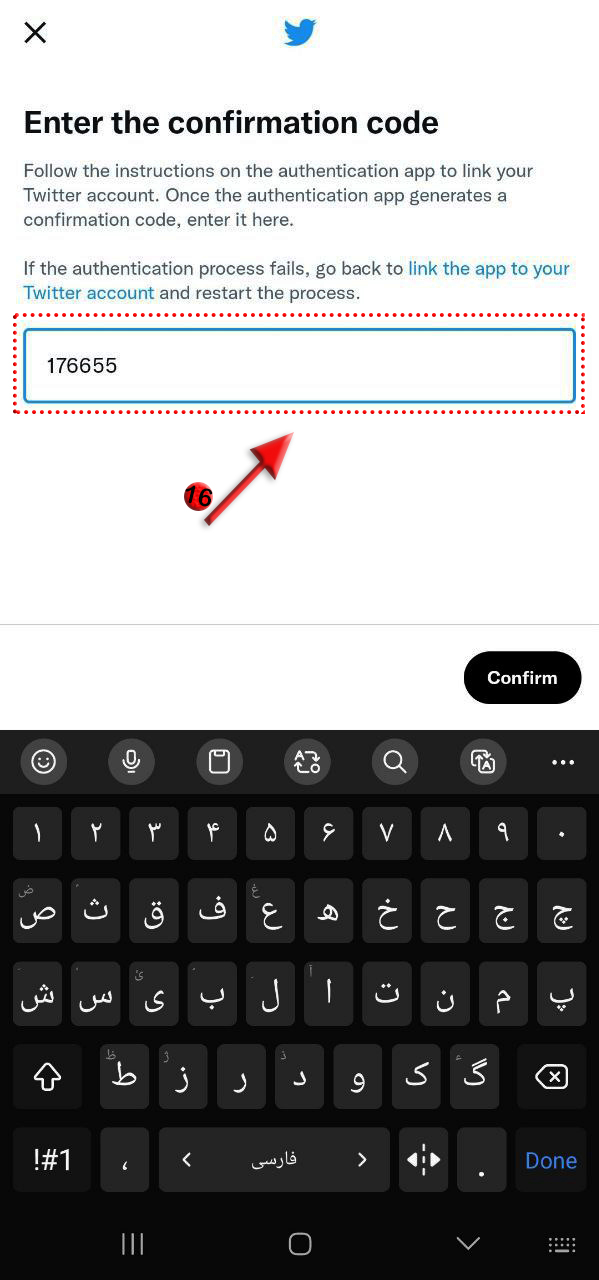 Enter the confirmation code
Follow the instructions on the authentication app to link your
Twitter account. Once the authentication app generates a
confirmation code, enter it here.
If the authentication process fails, go back to link the app to your
Twitter account and restart the process.
176655
16
Confirm
۱ ۲ ۳ ۴ ۵ ۶ ۷ ۸ ۹ ۰
ض غ
ص ث ق ف ع ه خ ح ج چ
ئ آ
ش س ی ب ل ا ت ن م پ
ظ ژ ذ ء
ط ز ر د و ک گ
!#1 ، < فارسی > . Done